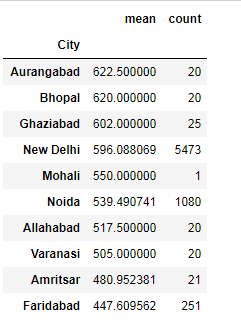 mean count
City
Aurangabad 622.500000 20
Bhopal 620.000000 20
Ghaziabad 602.000000 25
New Delhi 596.088069 5473
Mohali 550.000000 1
Noida 539.490741 1080
Allahabad 517.500000 20
Varanasi 505.000000 20
Amritsar 480.952381 21
Faridabad 447.609562 251